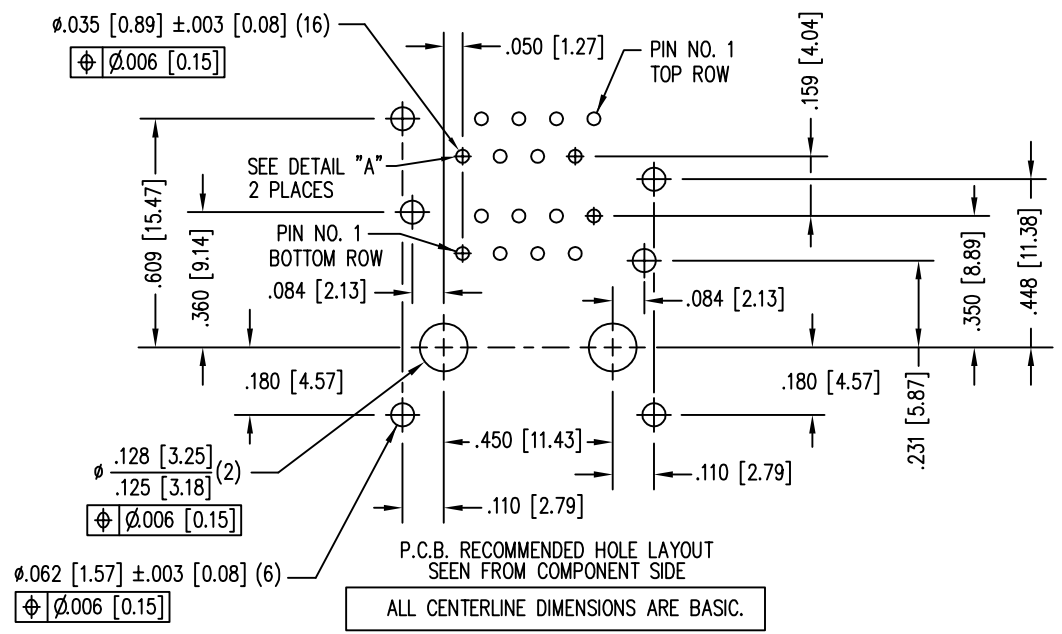 ø.035 [0.89] ±.003 [0.08] (16)
⌖ Ø.006 [0.15]
.050 [1.27]
PIN NO. 1
TOP ROW
.159 [4.04]
SEE DETAIL "A"
2 PLACES
PIN NO. 1
BOTTOM ROW
.609 [15.47]
.360 [9.14]
.084 [2.13]
.084 [2.13]
.350 [8.89]
.448 [11.38]
.180 [4.57]
.180 [4.57]
.231 [5.87]
.450 [11.43]
ø .128 [3.25]
.125 [3.18] (2)
⌖ Ø.006 [0.15]
.110 [2.79]
.110 [2.79]
ø.062 [1.57] ±.003 [0.08] (6)
⌖ Ø.006 [0.15]
P.C.B. RECOMMENDED HOLE LAYOUT
SEEN FROM COMPONENT SIDE
ALL CENTERLINE DIMENSIONS ARE BASIC.